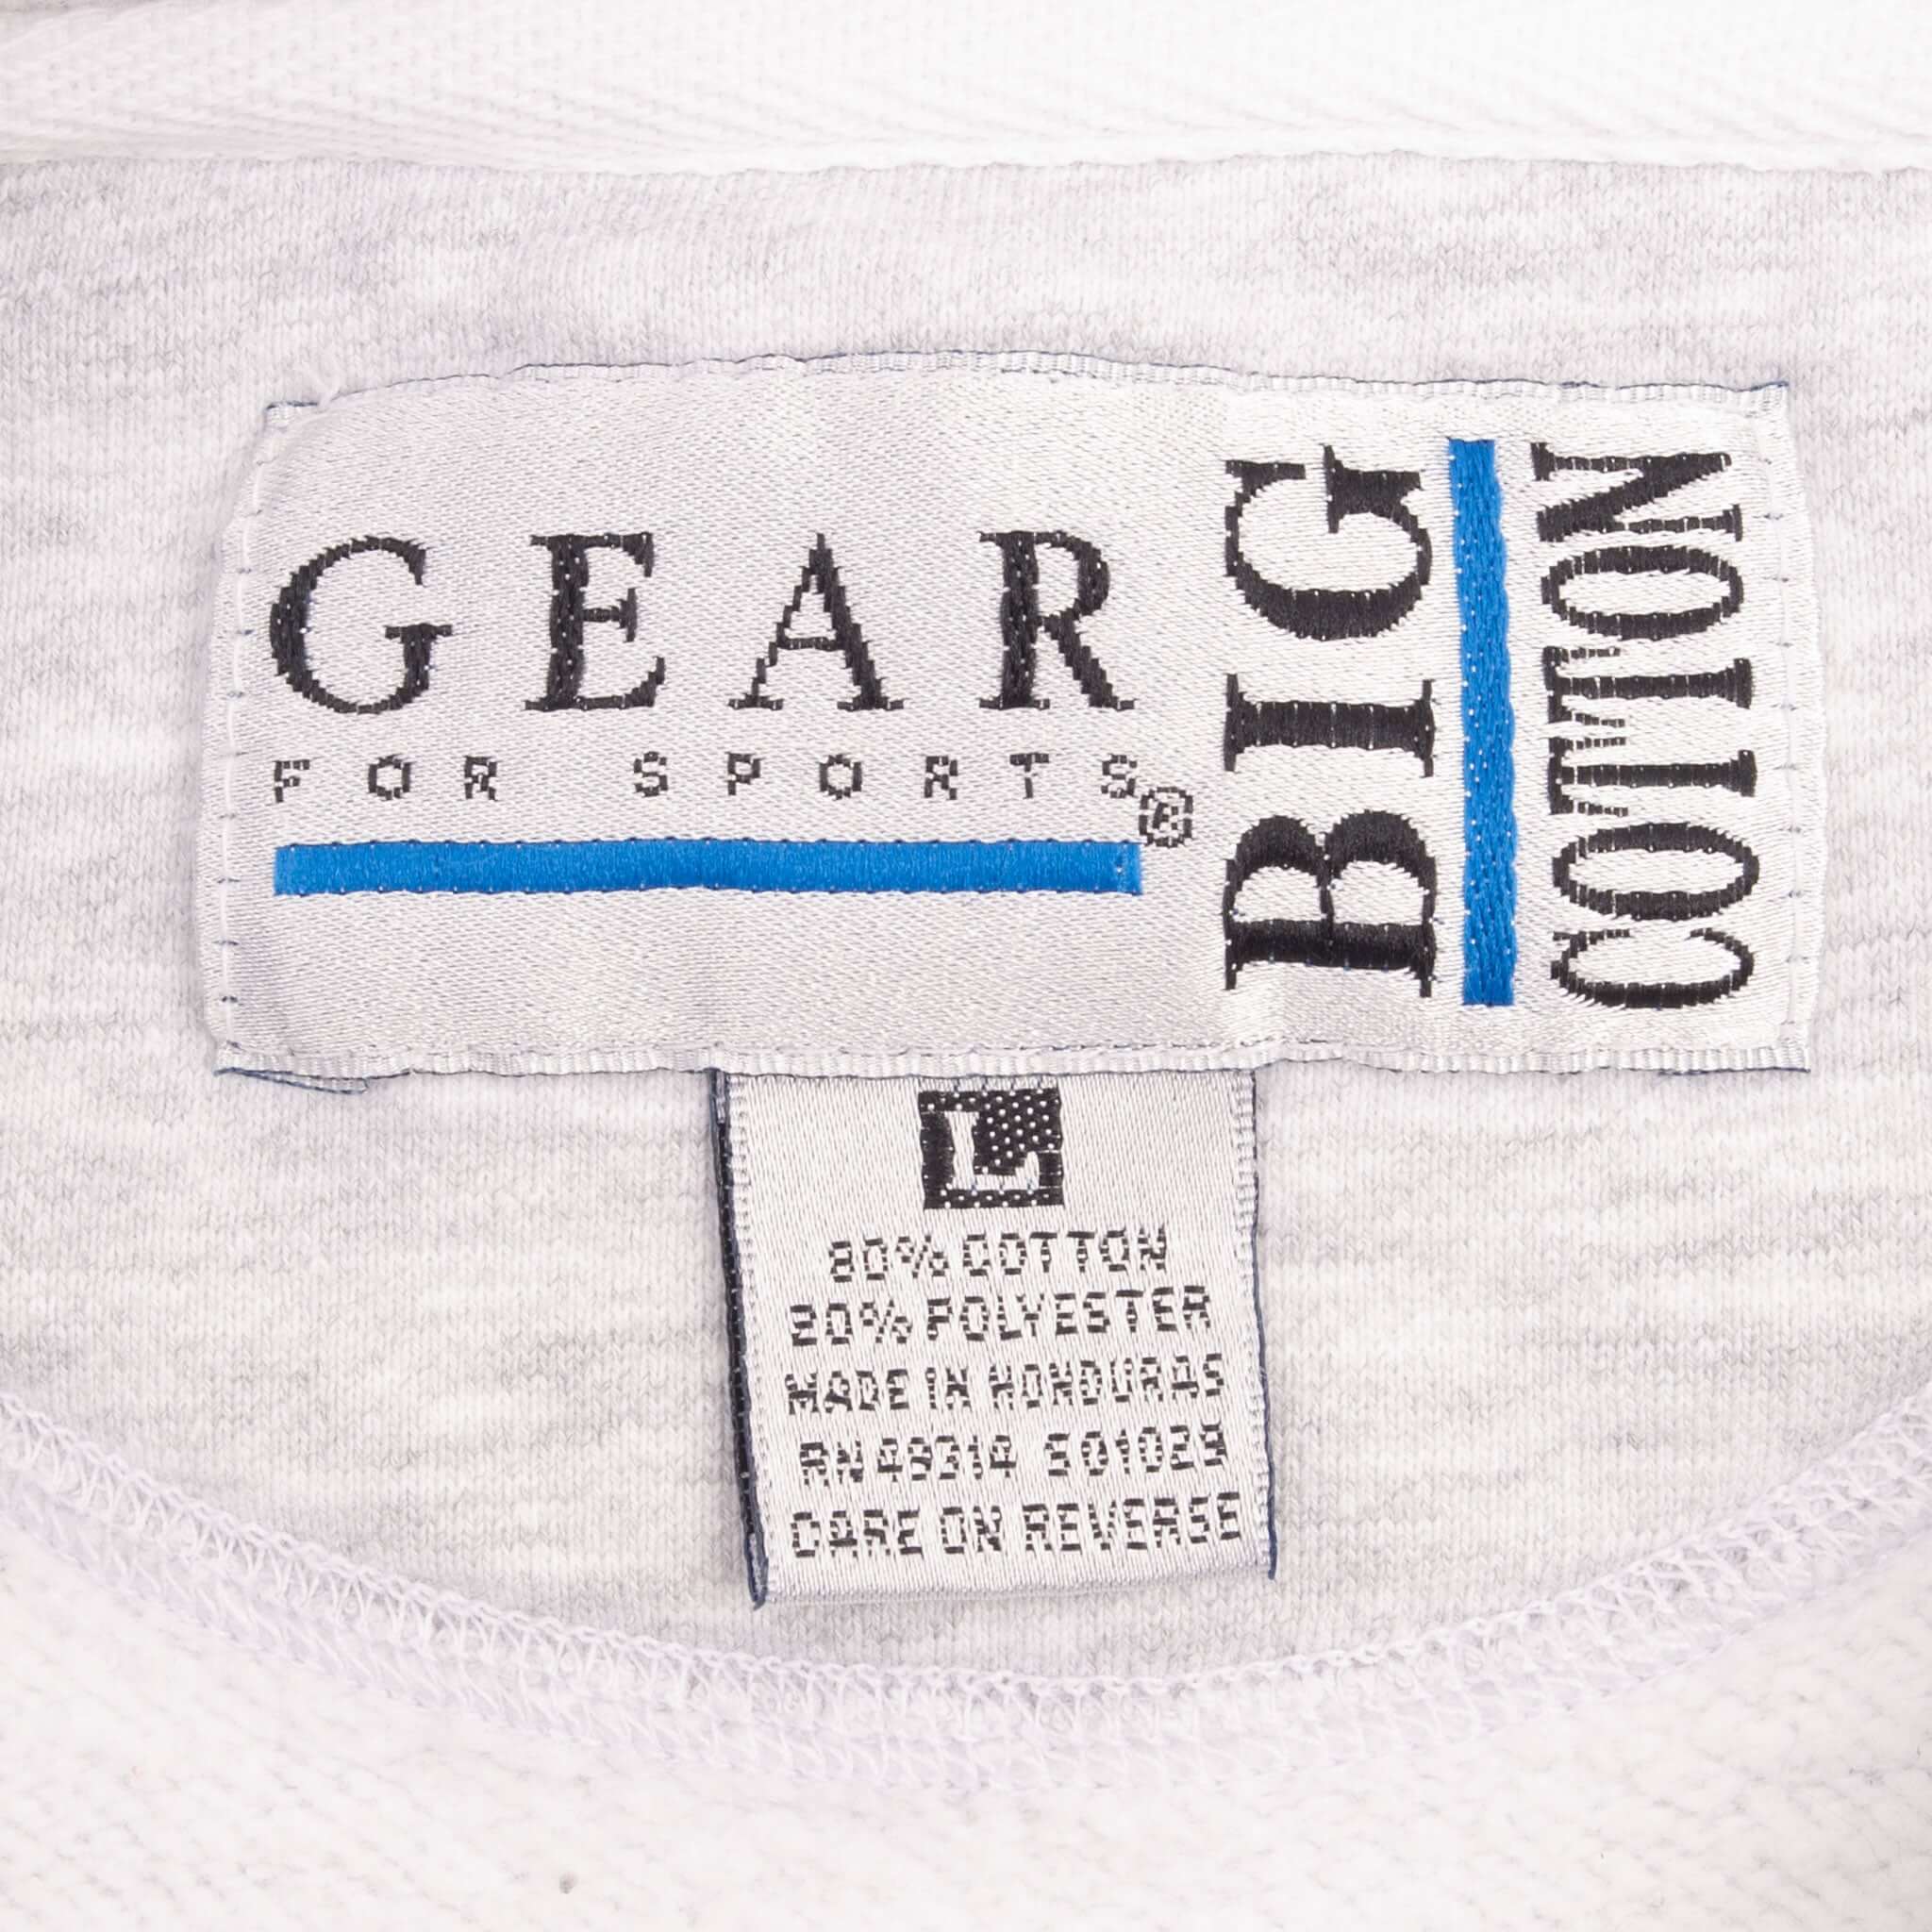 GEAR
FOR SPORTS®
BIG
COTTON
L
80% COTTON
20% POLYESTER
MADE IN HONDURAS
RN 49314 S01029
CARE ON REVERSE